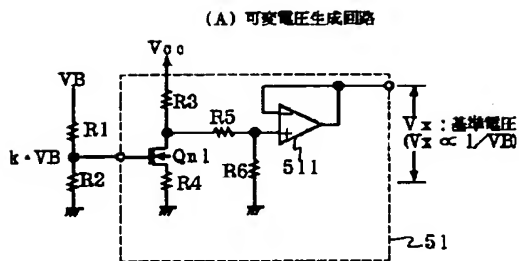 (A) 可変電圧生成回路
Vcc
VB
R3
R1
R5
Vx：基準電圧
(Vx ∝ 1／VB)
k・VB
Qn1
R2
R4
R6
511
51